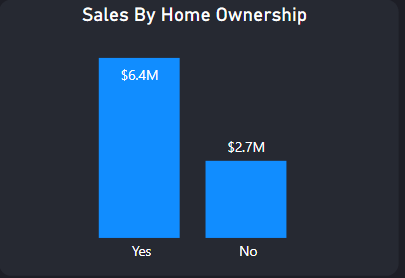 Sales By Home Ownership
$6.4M
$2.7M
Yes No